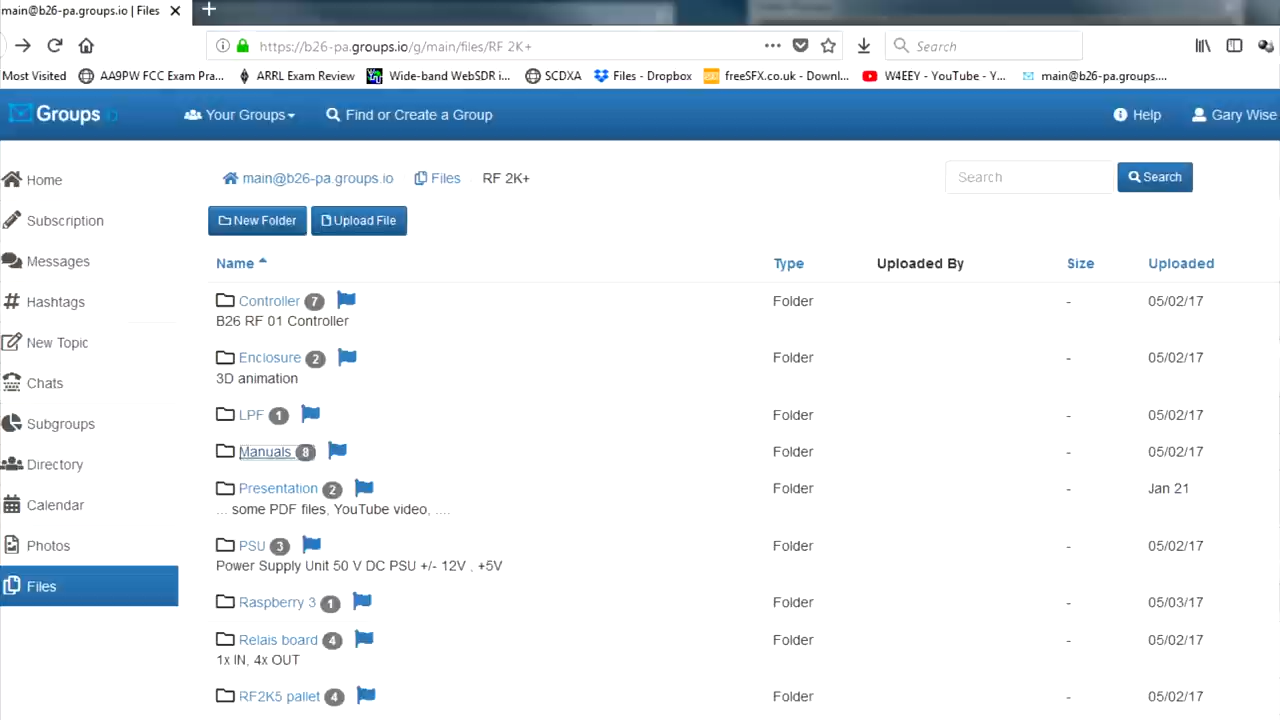 main@b26-pa.groups.io | Files
https://b26-pa.groups.io/g/main/files/RF 2K+
Search
Most Visited AA9PW FCC Exam Pra... ARRL Exam Review Wide-band WebSDR i... SCDXA Files - Dropbox freeSFX.co.uk - Downl... W4EEY - YouTube - Y... main@b26-pa.groups....
Groups Your Groups Find or Create a Group Help Gary Wise
Home
Subscription
Messages
Hashtags
New Topic
Chats
Subgroups
Directory
Calendar
Photos
Files
main@b26-pa.groups.io Files RF 2K+ Search Search
New Folder Upload File
Name Type Uploaded By Size Uploaded
Controller 7 Folder - 05/02/17
B26 RF 01 Controller
Enclosure 2 Folder - 05/02/17
3D animation
LPF 1 Folder - 05/02/17
Manuals 8 Folder - 05/02/17
Presentation 2 Folder - Jan 21
... some PDF files, YouTube video, ....
PSU 3 Folder - 05/02/17
Power Supply Unit 50 V DC PSU +/- 12V , +5V
Raspberry 3 1 Folder - 05/03/17
Relais board 4 Folder - 05/02/17
1x IN, 4x OUT
RF2K5 pallet 4 Folder - 05/02/17